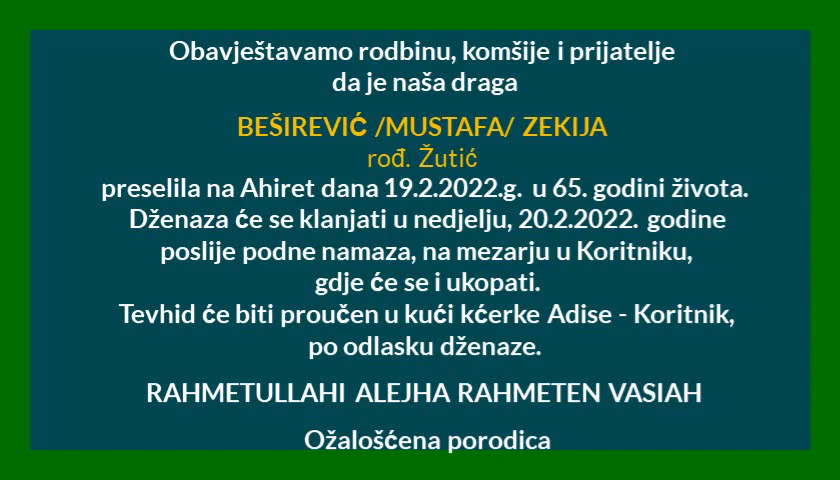 Obavještavamo rodbinu, komšije i prijatelje
da je naša draga
BEŠIREVIĆ /MUSTAFA/ ZEKIJA
rođ. Žutić
preselila na Ahiret dana 19.2.2022.g. u 65. godini života.
Dženaza će se klanjati u nedjelju, 20.2.2022. godine
poslije podne namaza, na mezarju u Koritniku,
gdje će se i ukopati.
Tevhid će biti proučen u kući kćerke Adise - Koritnik,
po odlasku dženaze.
RAHMETULLAHI ALEJHA RAHMETEN VASIAH
Ožalošćena porodica